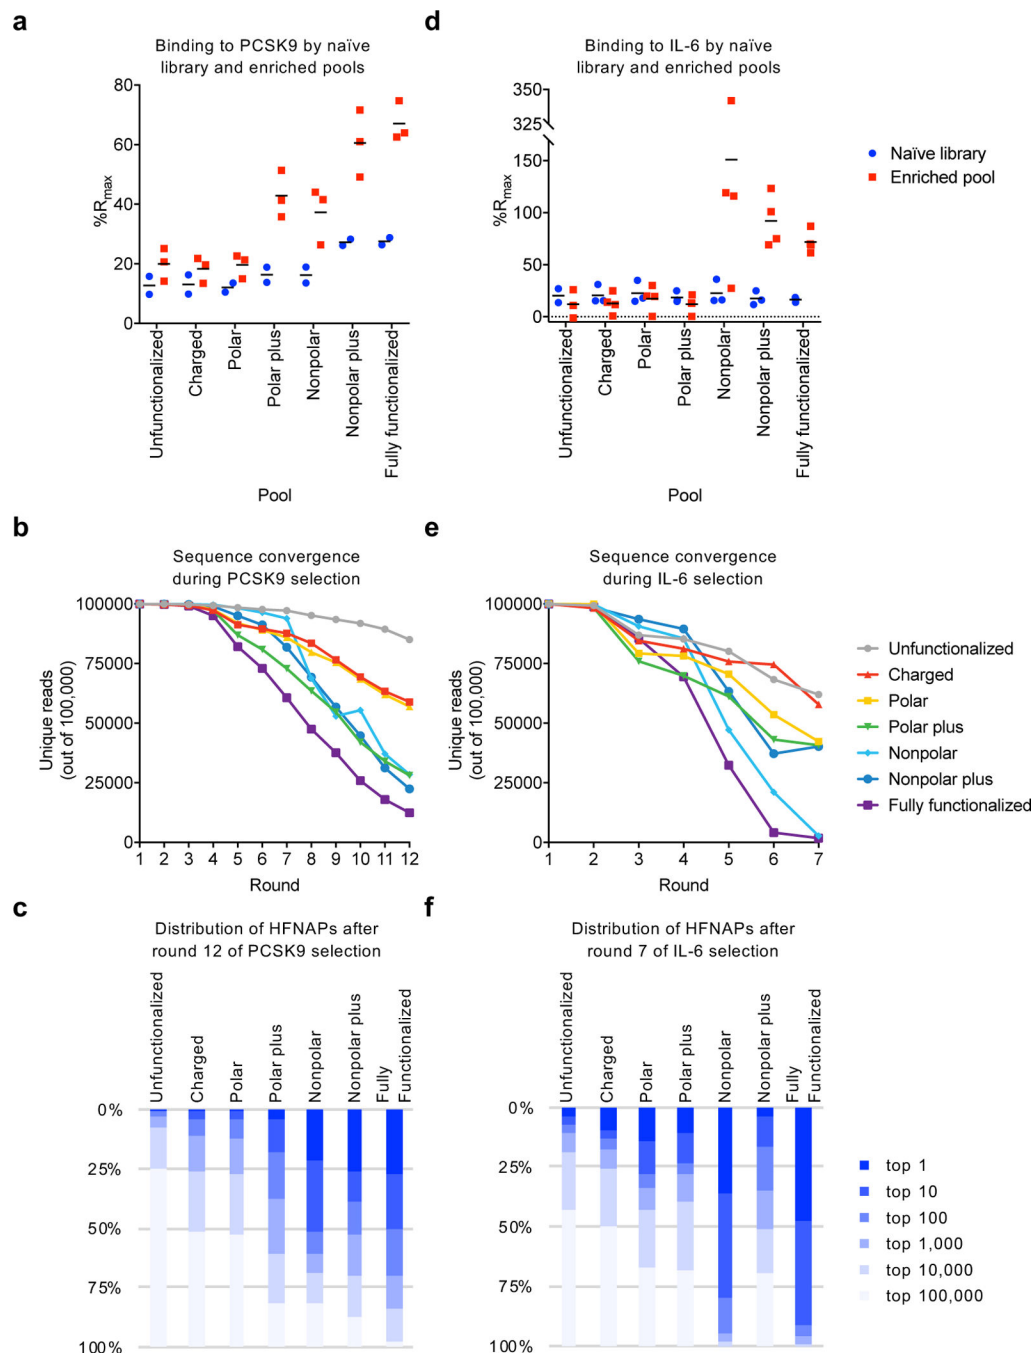 a
Binding to PCSK9 by naïve
library and enriched pools
80
60
40
20
0
%Rmax
Unfunctionalized
Charged
Polar
Polar plus
Nonpolar
Nonpolar plus
Fully functionalized
Pool
d
Binding to IL-6 by naïve
library and enriched pools
350
325
150
100
50
0
%Rmax
Unfunctionalized
Charged
Polar
Polar plus
Nonpolar
Nonpolar plus
Fully functionalized
Pool
Naïve library
Enriched pool
b
Sequence convergence
during PCSK9 selection
100000
75000
50000
25000
0
Unique reads
(out of 100,000)
1 2 3 4 5 6 7 8 9 10 11 12
Round
e
Sequence convergence
during IL-6 selection
100000
75000
50000
25000
0
Unique reads
(out of 100,000)
1 2 3 4 5 6 7
Round
Unfunctionalized
Charged
Polar
Polar plus
Nonpolar
Nonpolar plus
Fully functionalized
c
Distribution of HFNAPs after
round 12 of PCSK9 selection
Unfunctionalized
Charged
Polar
Polar plus
Nonpolar
Nonpolar plus
Fully
Functionalized
0%
25%
50%
75%
100%
f
Distribution of HFNAPs after
round 7 of IL-6 selection
Unfunctionalized
Charged
Polar
Polar plus
Nonpolar
Nonpolar plus
Fully
Functionalized
0%
25%
50%
75%
100%
top 1
top 10
top 100
top 1,000
top 10,000
top 100,000